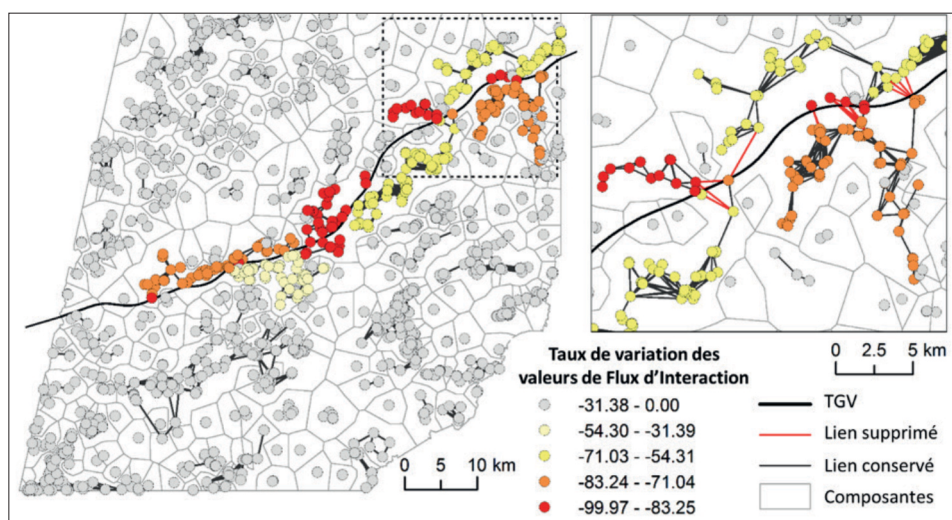 0 2.5 5 km
Taux de variation des
valeurs de Flux d'Interaction
-31.38 - 0.00
-54.30 - -31.39
-71.03 - -54.31
-83.24 - -71.04
-99.97 - -83.25
0 5 10 km
TGV
Lien supprimé
Lien conservé
Composantes